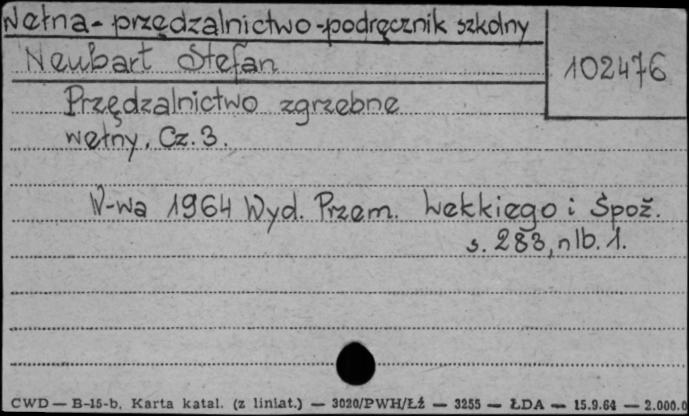 Wełna - przędzalnictwo - podręcznik szkolny
Neubart Stefan
102476
Przędzalnictwo zgrzebne
wełny. Cz. 3.
W-wa 1964 Wyd. Przem. Lekkiego i Spoż.
s. 283, nlb. 1.
CWD — B-15-b. Karta katal. (z liniat.) — 3020/PWH/Łź — 3255 — ŁDA — 15.9.64 — 2.000.0